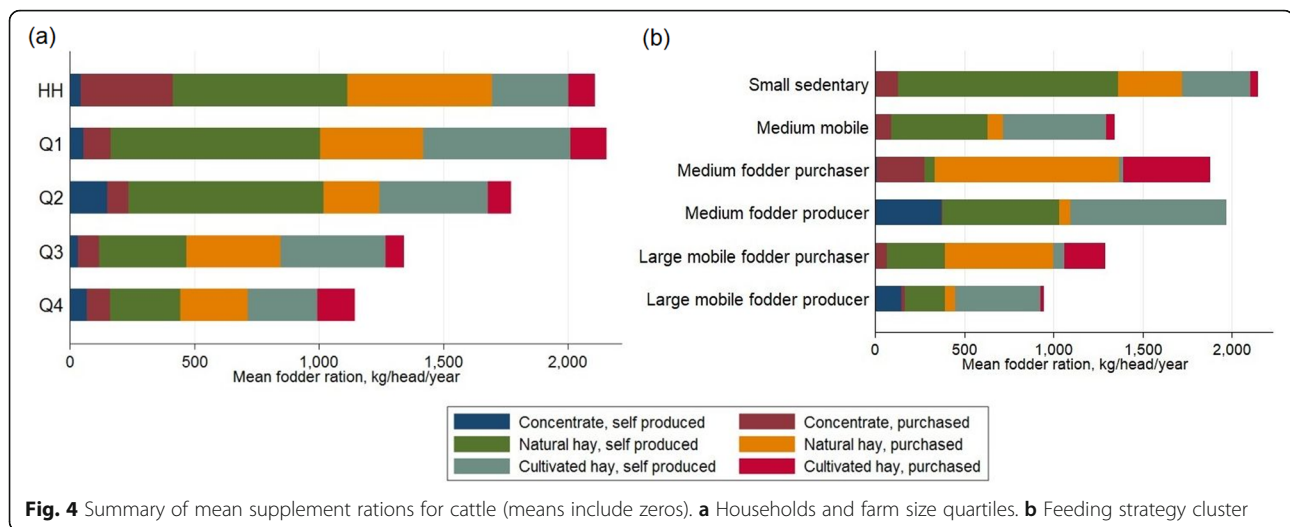 (a)
HH
Q1
Q2
Q3
Q4
0 500 1,000 1,500 2,000
Mean fodder ration, kg/head/year
(b)
Small sedentary
Medium mobile
Medium fodder purchaser
Medium fodder producer
Large mobile fodder purchaser
Large mobile fodder producer
0 500 1,000 1,500 2,000
Mean fodder ration, kg/head/year
Concentrate, self produced Concentrate, purchased
Natural hay, self produced Natural hay, purchased
Cultivated hay, self produced Cultivated hay, purchased
Fig. 4 Summary of mean supplement rations for cattle (means include zeros). a Households and farm size quartiles. b Feeding strategy cluster